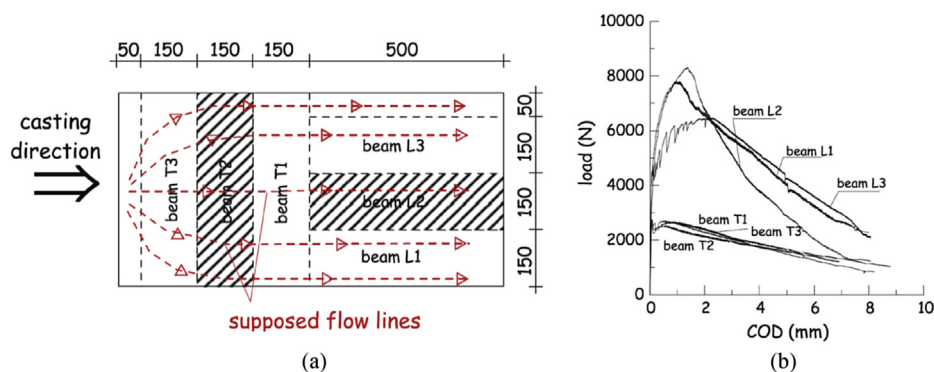 50 150 150 150 500
casting
direction
beam T3
beam T2
beam T1
beam L3
beam L2
beam L1
50
150
150
150
supposed flow lines
(a)
10000
8000
6000
4000
2000
0
load (N)
beam L2
beam L1
beam L3
beam T1
beam T3
beam T2
0 2 4 6 8 10
COD (mm)
(b)